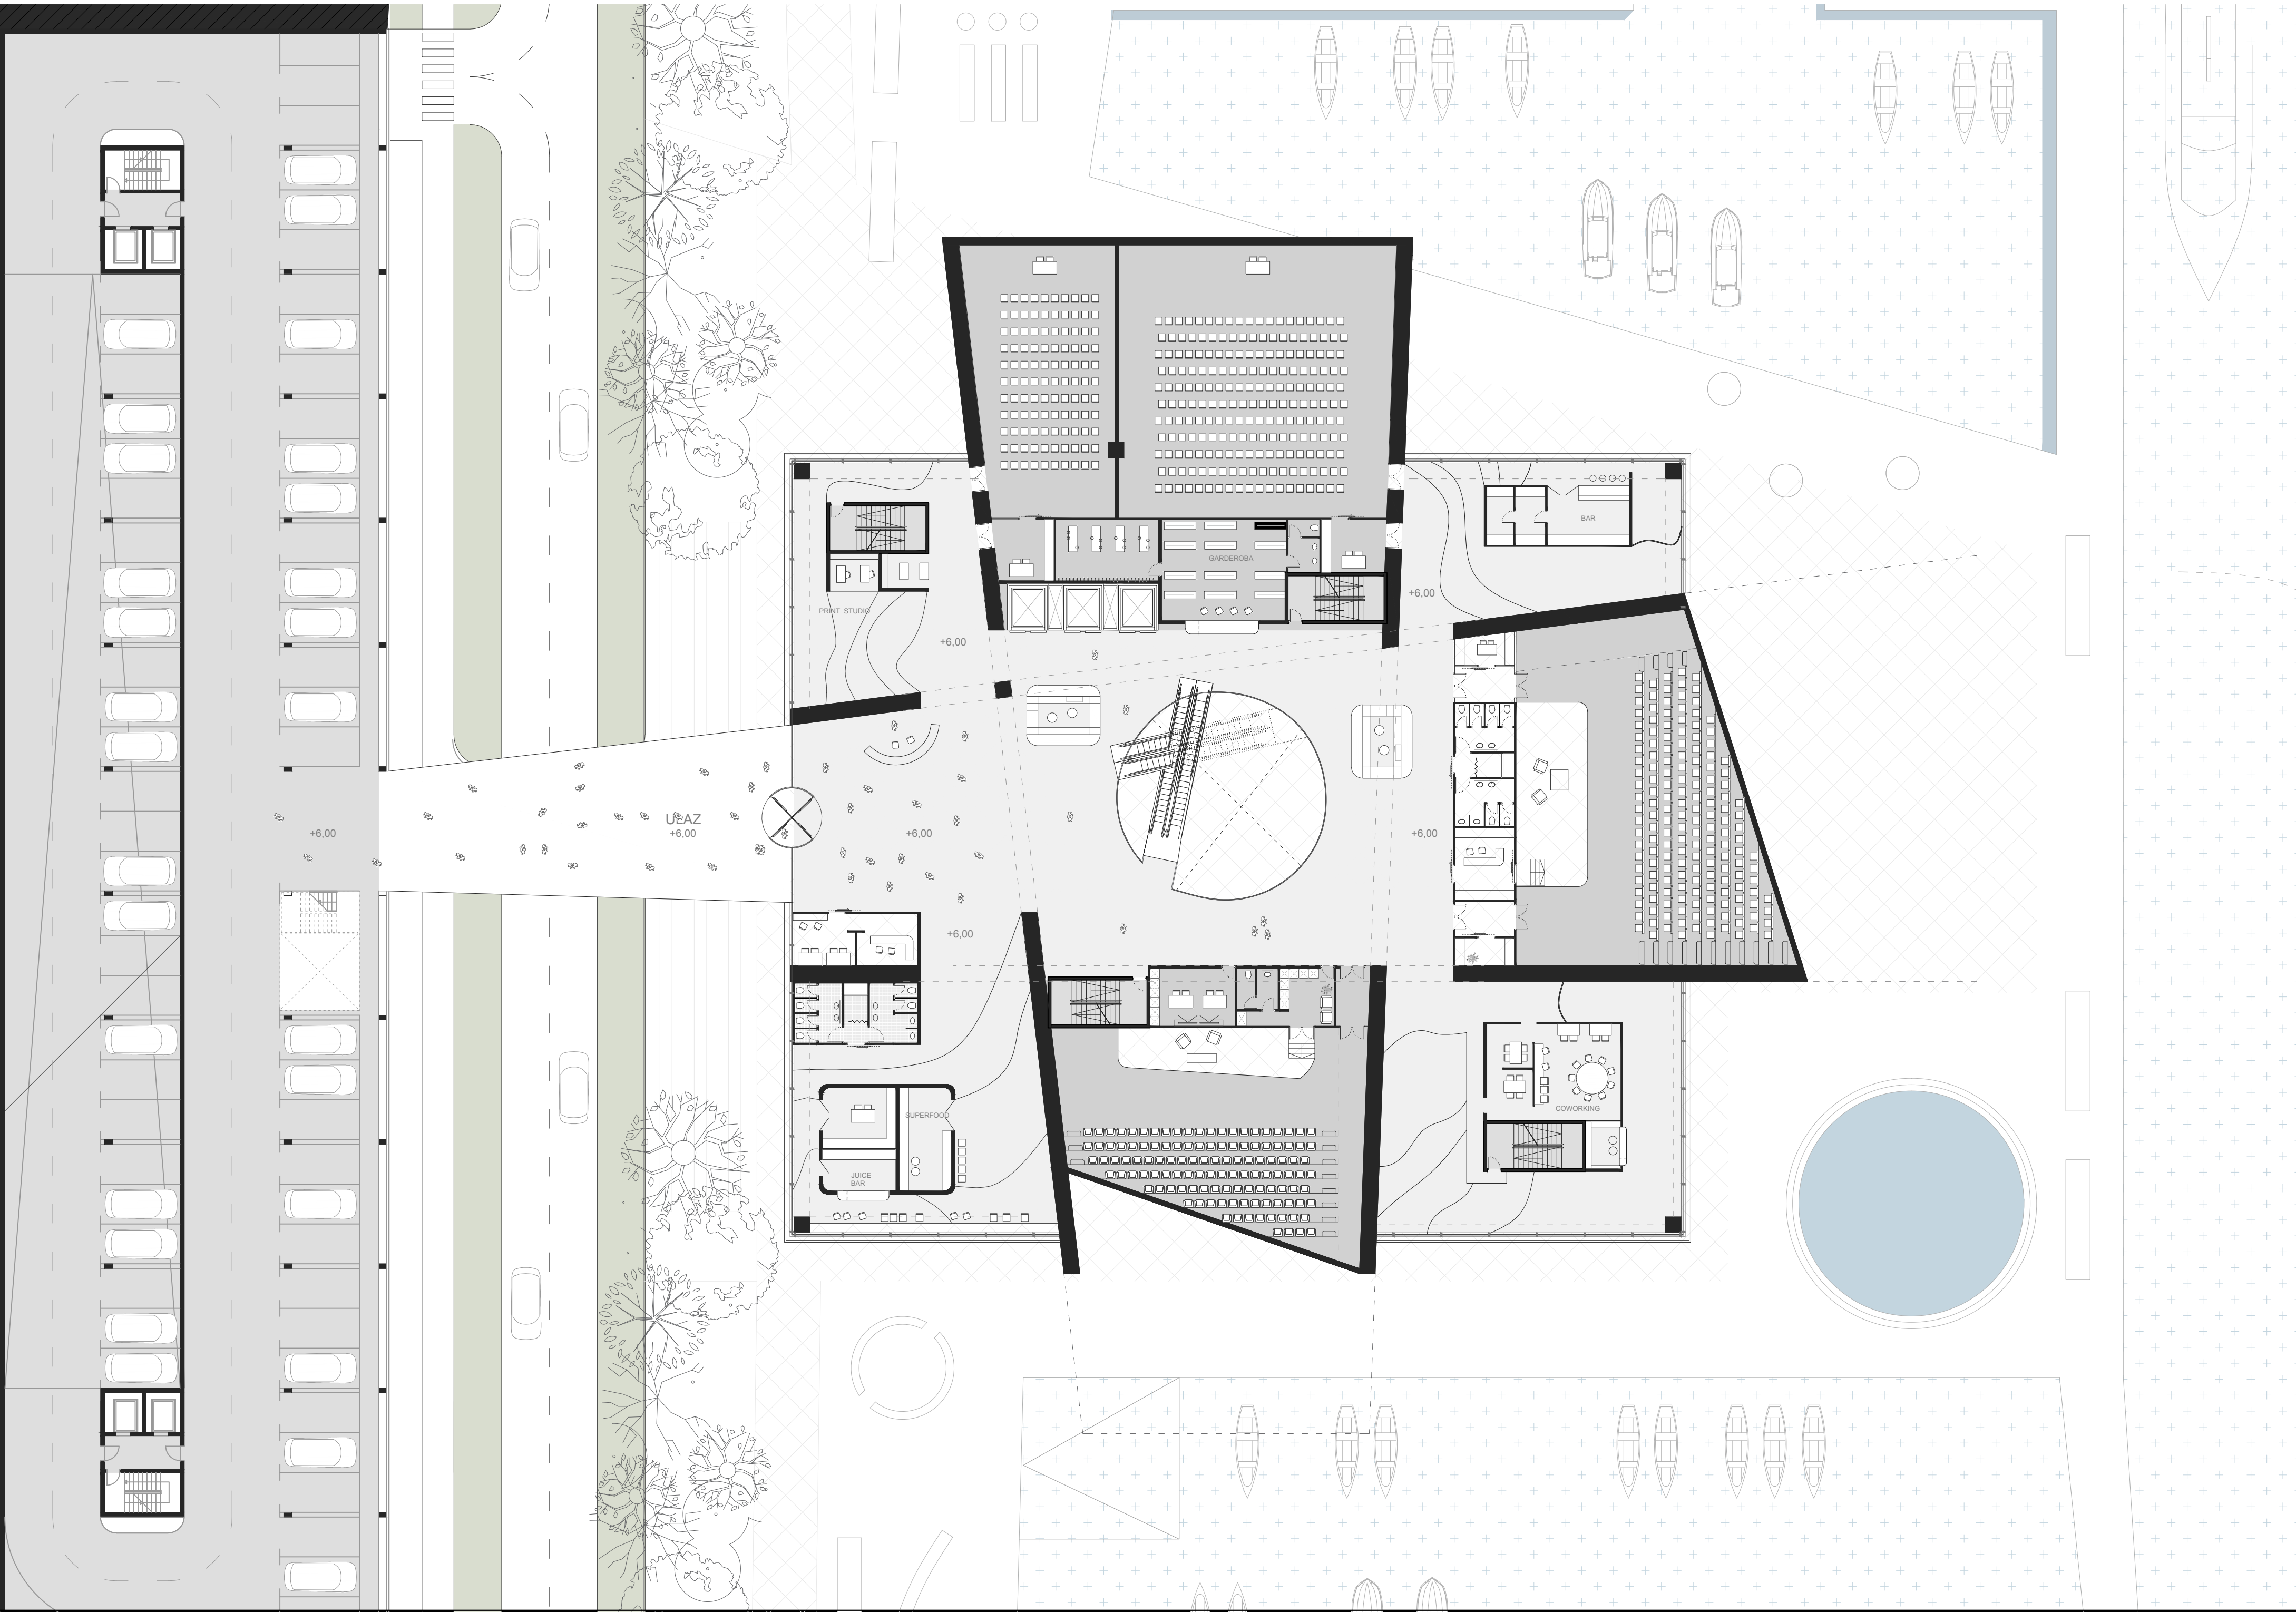 BAR
GARDEROBA
+6,00
PRINT STUDIO
+6,00
ULAZ
+6,00
+6,00
+6,00
+6,00
+6,00
COWORKING
SUPERFOOD
JUICE
BAR